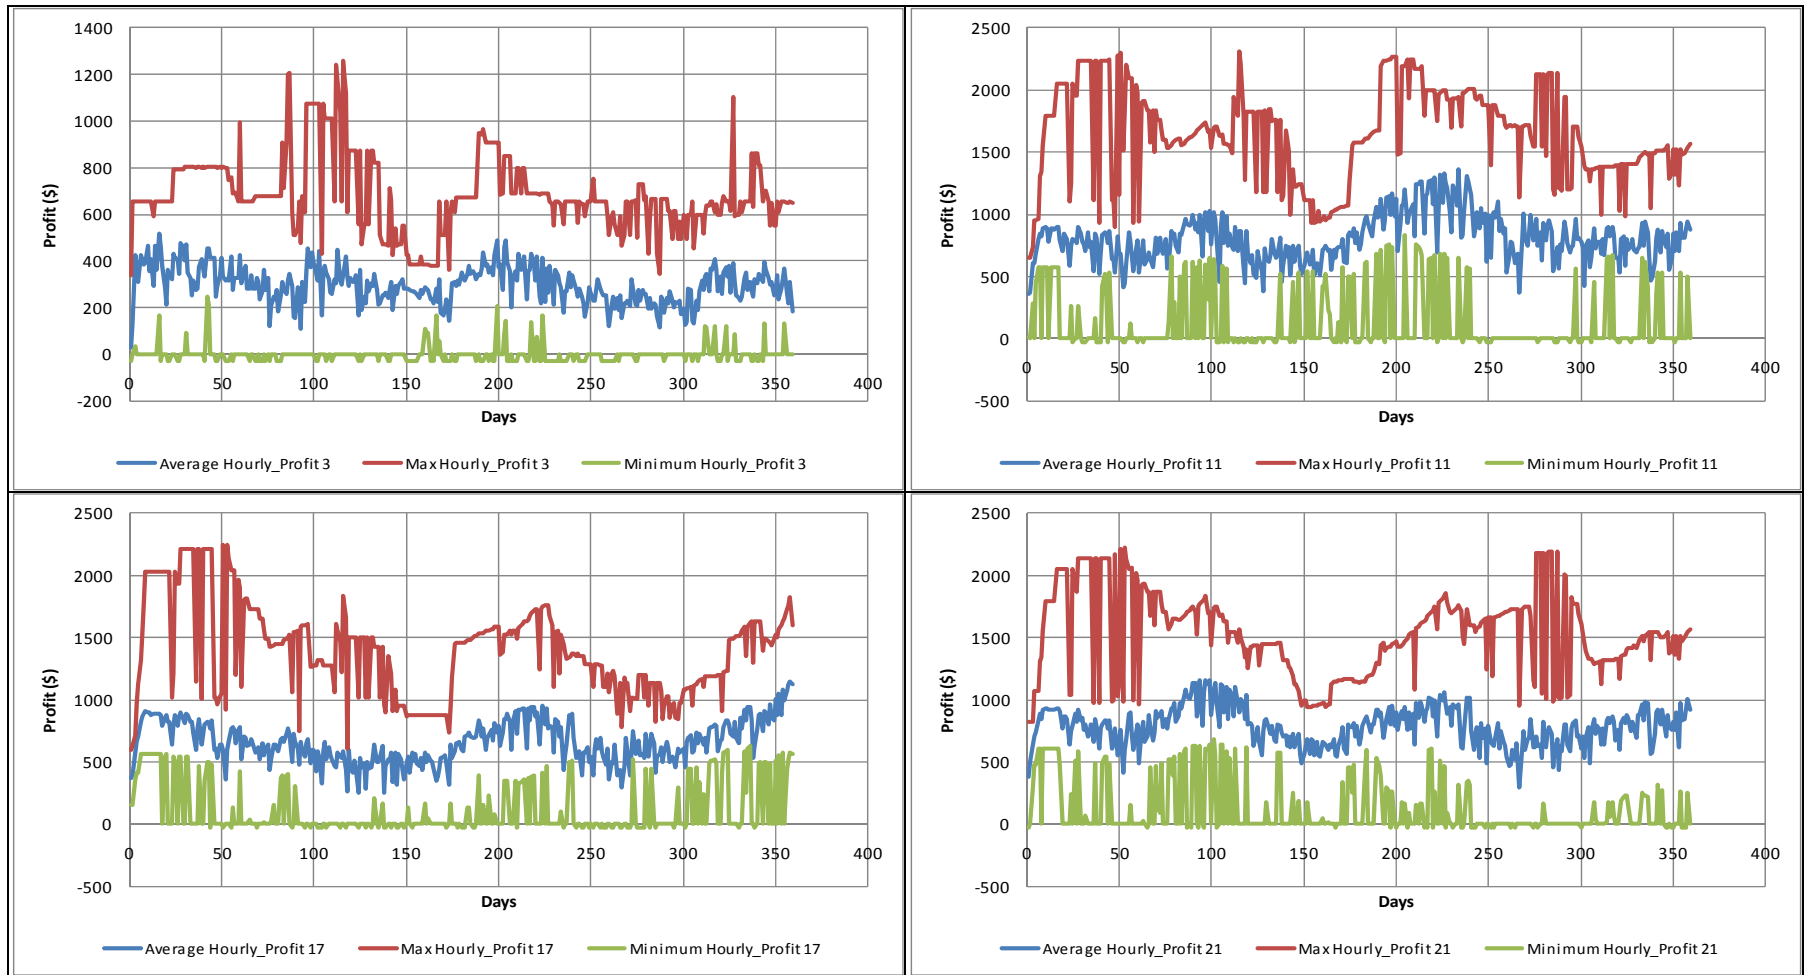 1400
1200
1000
800
600
400
200
0
-200
Profit ($)
0 50 100 150 200 250 300 350 400
Days
Average Hourly_Profit 3 Max Hourly_Profit 3 Minimum Hourly_Profit 3
2500
2000
1500
1000
500
0
-500
Profit ($)
0 50 100 150 200 250 300 350 400
Days
Average Hourly_Profit 11 Max Hourly_Profit 11 Minimum Hourly_Profit 11
2500
2000
1500
1000
500
0
-500
Profit ($)
0 50 100 150 200 250 300 350 400
Days
Average Hourly_Profit 17 Max Hourly_Profit 17 Minimum Hourly_Profit 17
2500
2000
1500
1000
500
0
-500
Profit ($)
0 50 100 150 200 250 300 350 400
Days
Average Hourly_Profit 21 Max Hourly_Profit 21 Minimum Hourly_Profit 21